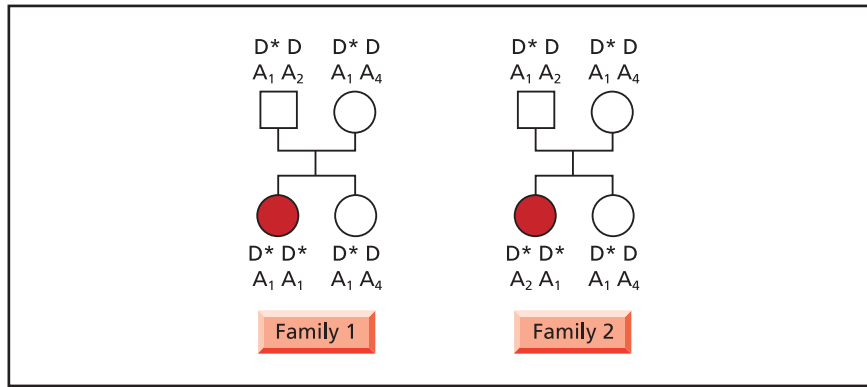 D* D D* D
A₁ A₂ A₁ A₄
D* D* D* D
A₁ A₁ A₁ A₄
Family 1
D* D D* D
A₁ A₂ A₁ A₄
D* D* D* D
A₂ A₁ A₁ A₄
Family 2